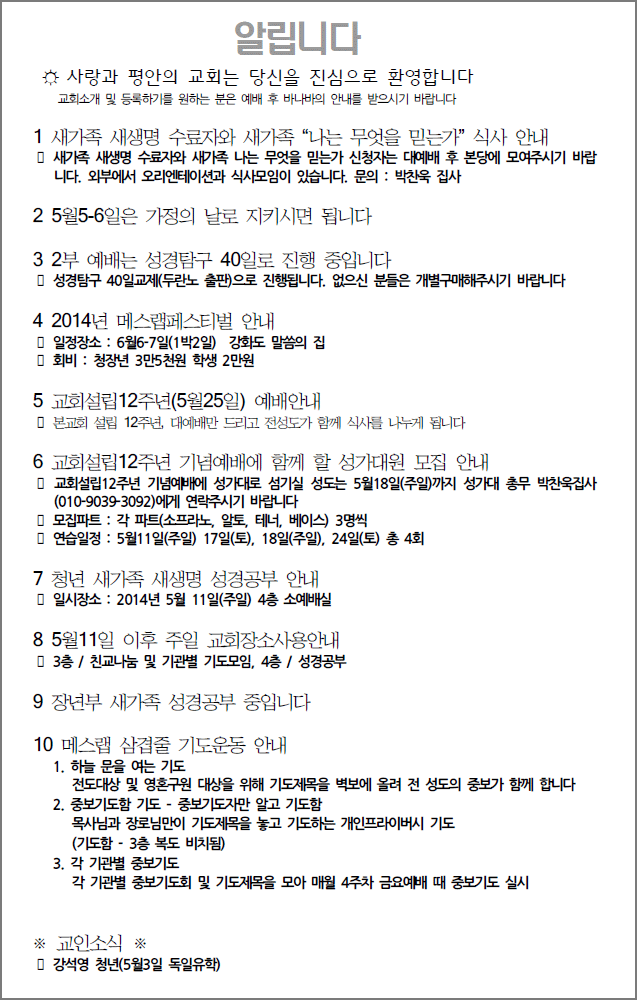 알립니다
☼ 사랑과 평안의 교회는 당신을 진심으로 환영합니다
교회소개 및 등록하기를 원하는 분은 예배 후 바나바의 안내를 받으시기 바랍니다
1 새가족 새생명 수료자와 새가족 “나는 무엇을 믿는가” 식사 안내
▯ 새가족 새생명 수료자와 새가족 나는 무엇을 믿는가 신청자는 대예배 후 본당에 모여주시기 바랍
니다. 외부에서 오리엔테이션과 식사모임이 있습니다. 문의 : 박찬욱 집사
2 5월5-6일은 가정의 날로 지키시면 됩니다
3 2부 예배는 성경탐구 40일로 진행 중입니다
▯ 성경탐구 40일교제(두란노 출판)으로 진행됩니다. 없으신 분들은 개별구매해주시기 바랍니다
4 2014년 메스랩페스티벌 안내
▯ 일정장소 : 6월6-7일(1박2일) 강화도 말씀의 집
▯ 회비 : 청장년 3만5천원 학생 2만원
5 교회설립12주년(5월25일) 예배안내
▯ 본교회 설립 12주년, 대예배만 드리고 전성도가 함께 식사를 나누게 됩니다
6 교회설립12주년 기념예배에 함께 할 성가대원 모집 안내
▯ 교회설립12주년 기념예배에 성가대로 섬기실 성도는 5월18일(주일)까지 성가대 총무 박찬욱집사
(010-9039-3092)에게 연락주시기 바랍니다
▯ 모집파트 : 각 파트(소프라노, 알토, 테너, 베이스) 3명씩
▯ 연습일정 : 5월11일(주일) 17일(토), 18일(주일), 24일(토) 총 4회
7 청년 새가족 새생명 성경공부 안내
▯ 일시장소 : 2014년 5월 11일(주일) 4층 소예배실
8 5월11일 이후 주일 교회장소사용안내
▯ 3층 / 친교나눔 및 기관별 기도모임, 4층 / 성경공부
9 장년부 새가족 성경공부 중입니다
10 메스랩 삼겹줄 기도운동 안내
1. 하늘 문을 여는 기도
전도대상 및 영혼구원 대상을 위해 기도제목을 벽보에 올려 전 성도의 중보가 함께 합니다
2. 중보기도함 기도 - 중보기도자만 알고 기도함
목사님과 장로님만이 기도제목을 놓고 기도하는 개인프라이버시 기도
(기도함 - 3층 복도 비치됨)
3. 각 기관별 중보기도
각 기관별 중보기도회 및 기도제목을 모아 매월 4주차 금요예배 때 중보기도 실시
※ 교인소식 ※
▯ 강석영 청년(5월3일 독일유학)